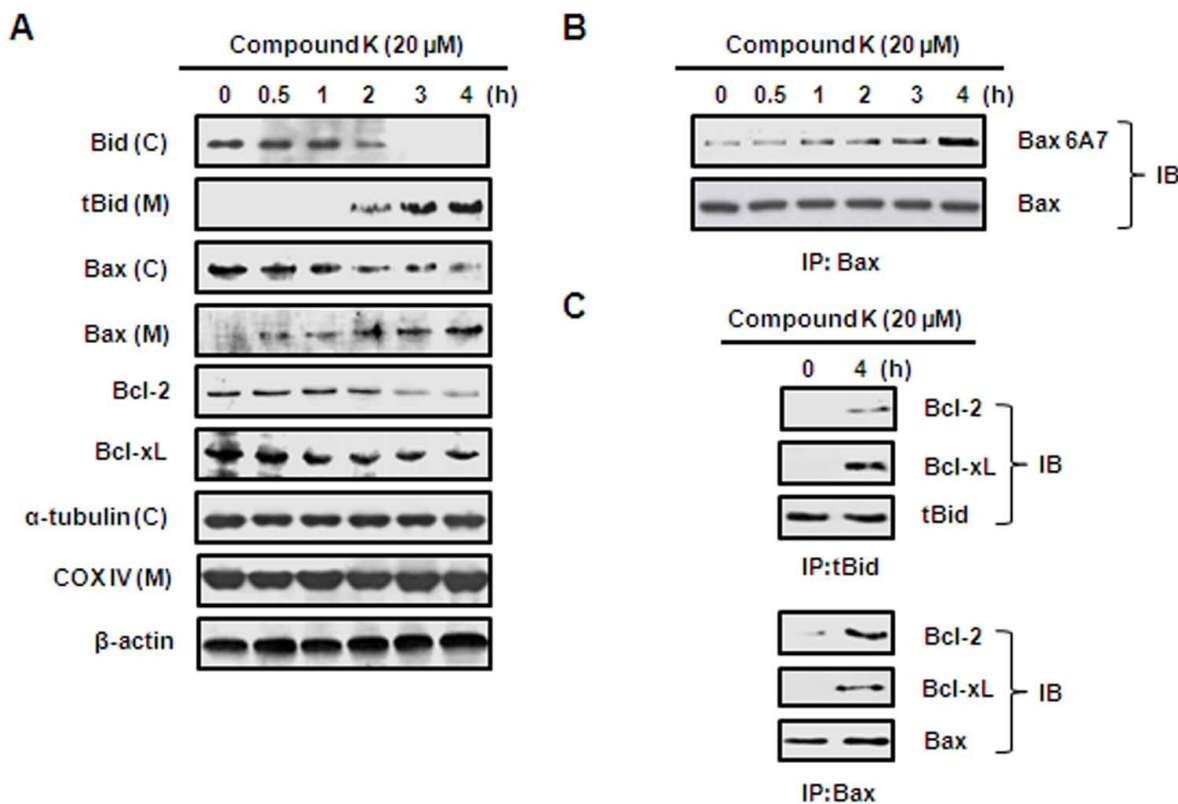 A
Compound K (20 µM)
0 0.5 1 2 3 4 (h)
Bid (C)
tBid (M)
Bax (C)
Bax (M)
Bcl-2
Bcl-xL
α-tubulin (C)
COX IV (M)
β-actin
B
Compound K (20 µM)
0 0.5 1 2 3 4 (h)
Bax 6A7
Bax
IB
IP: Bax
C
Compound K (20 µM)
0 4 (h)
Bcl-2
Bcl-xL
tBid
IB
IP:tBid
Bcl-2
Bcl-xL
Bax
IB
IP:Bax